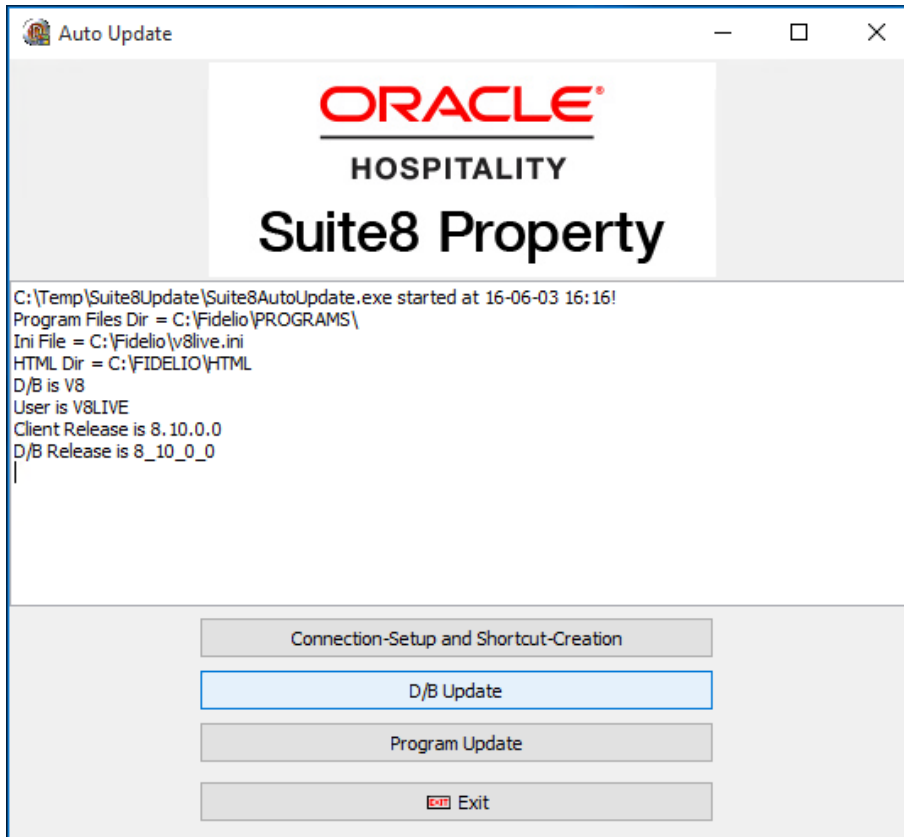 Auto Update
ORACLE®
HOSPITALITY
Suite8 Property
C:\Temp\Suite8Update\Suite8AutoUpdate.exe started at 16-06-03 16:16!
Program Files Dir = C:\Fidelio\PROGRAMS\
Ini File = C:\Fidelio\v8live.ini
HTML Dir = C:\FIDELIO\HTML
D/B is V8
User is V8LIVE
Client Release is 8.10.0.0
D/B Release is 8_10_0_0
Connection-Setup and Shortcut-Creation
D/B Update
Program Update
EXIT Exit